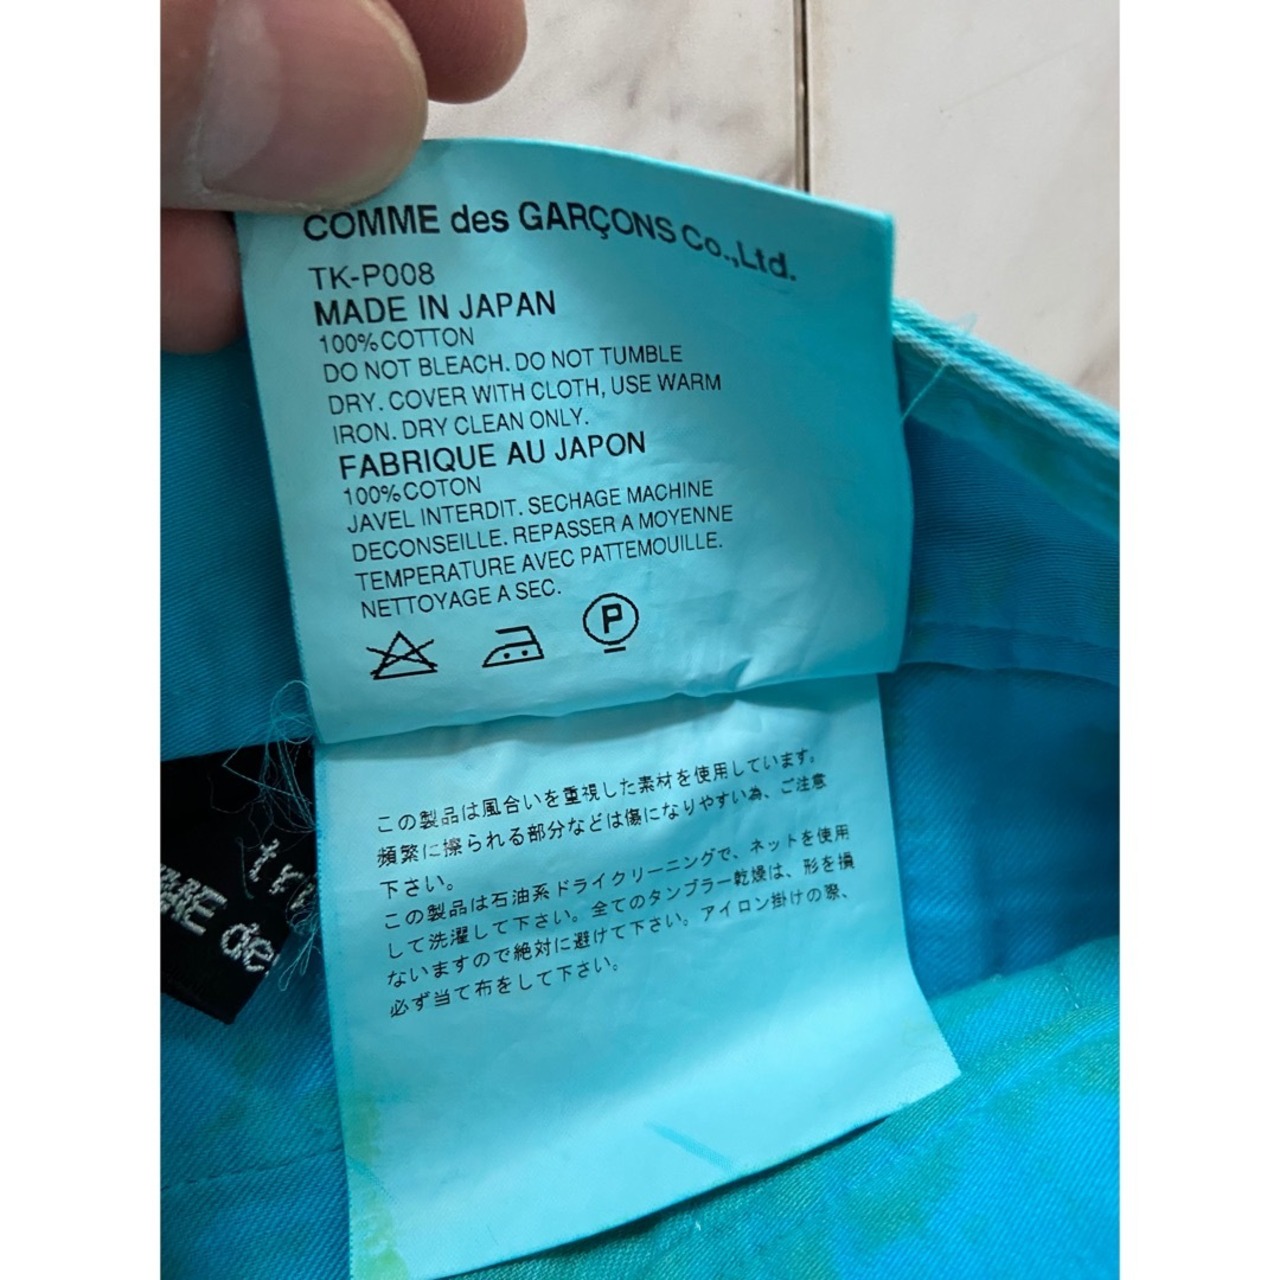 COMME des GARÇONS Co.,Ltd.
TK-P008
MADE IN JAPAN
100%COTTON
DO NOT BLEACH. DO NOT TUMBLE
DRY. COVER WITH CLOTH, USE WARM
IRON. DRY CLEAN ONLY.
FABRIQUE AU JAPON
100%COTON
JAVEL INTERDIT. SECHAGE MACHINE
DECONSEILLE. REPASSER A MOYENNE
TEMPERATURE AVEC PATTEMOUILLE.
NETTOYAGE A SEC.
P
この製品は風合いを重視した素材を使用しています。
頻繁に擦られる部分などは傷になりやすい為、ご注意
下さい。
この製品は石油系ドライクリーニングで、ネットを使用
して洗濯して下さい。全てのタンブラー乾燥は、形を損
ないますので絶対に避けて下さい。アイロン掛けの際、
必ず当て布をして下さい。
de